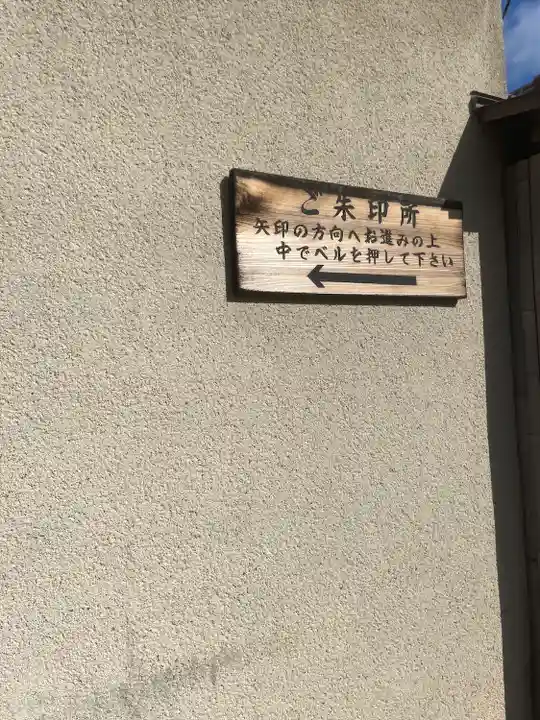 ご朱印所
矢印の方向へお進みの上
中でベルを押して下さい